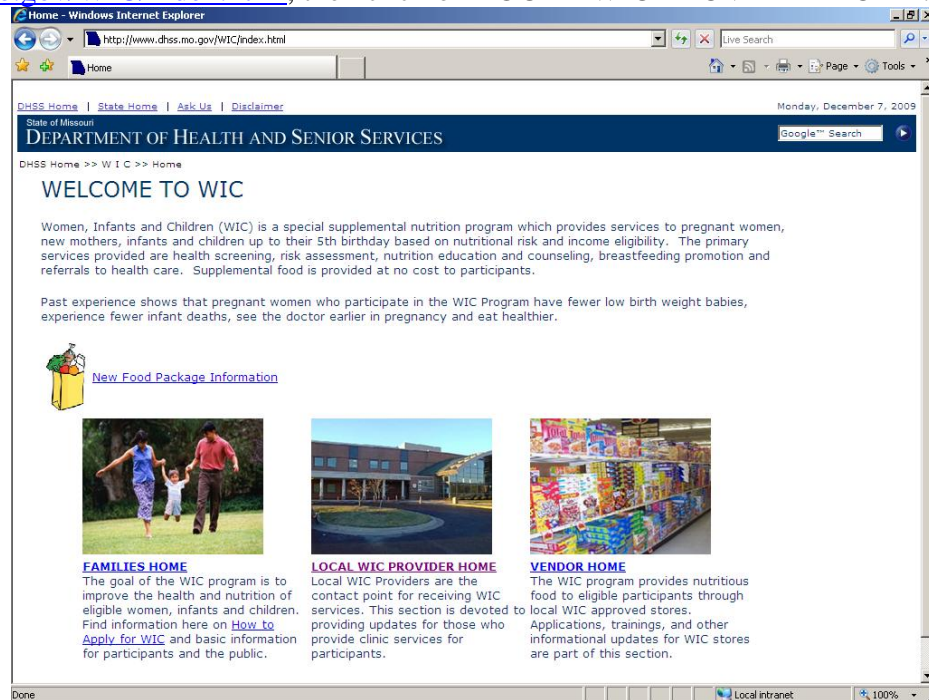 Home - Windows Internet Explorer
http://www.dhss.mo.gov/WIC/index.html
Live Search
Home
Page
Tools
DHSS Home | State Home | Ask Us | Disclaimer
Monday, December 7, 2009
State of Missouri
DEPARTMENT OF HEALTH AND SENIOR SERVICES
Google™ Search
DHSS Home >> W I C >> Home
WELCOME TO WIC
Women, Infants and Children (WIC) is a special supplemental nutrition program which provides services to pregnant women,
new mothers, infants and children up to their 5th birthday based on nutritional risk and income eligibility. The primary
services provided are health screening, risk assessment, nutrition education and counseling, breastfeeding promotion and
referrals to health care. Supplemental food is provided at no cost to participants.
Past experience shows that pregnant women who participate in the WIC Program have fewer low birth weight babies,
experience fewer infant deaths, see the doctor earlier in pregnancy and eat healthier.
New Food Package Information
FAMILIES HOME
The goal of the WIC program is to
improve the health and nutrition of
eligible women, infants and children.
Find information here on How to
Apply for WIC and basic information
for participants and the public.
LOCAL WIC PROVIDER HOME
Local WIC Providers are the
contact point for receiving WIC
services. This section is devoted to
providing updates for those who
provide clinic services for
participants.
VENDOR HOME
The WIC program provides nutritious
food to eligible participants through
local WIC approved stores.
Applications, trainings, and other
informational updates for WIC stores
are part of this section.
Done
Local intranet
100%